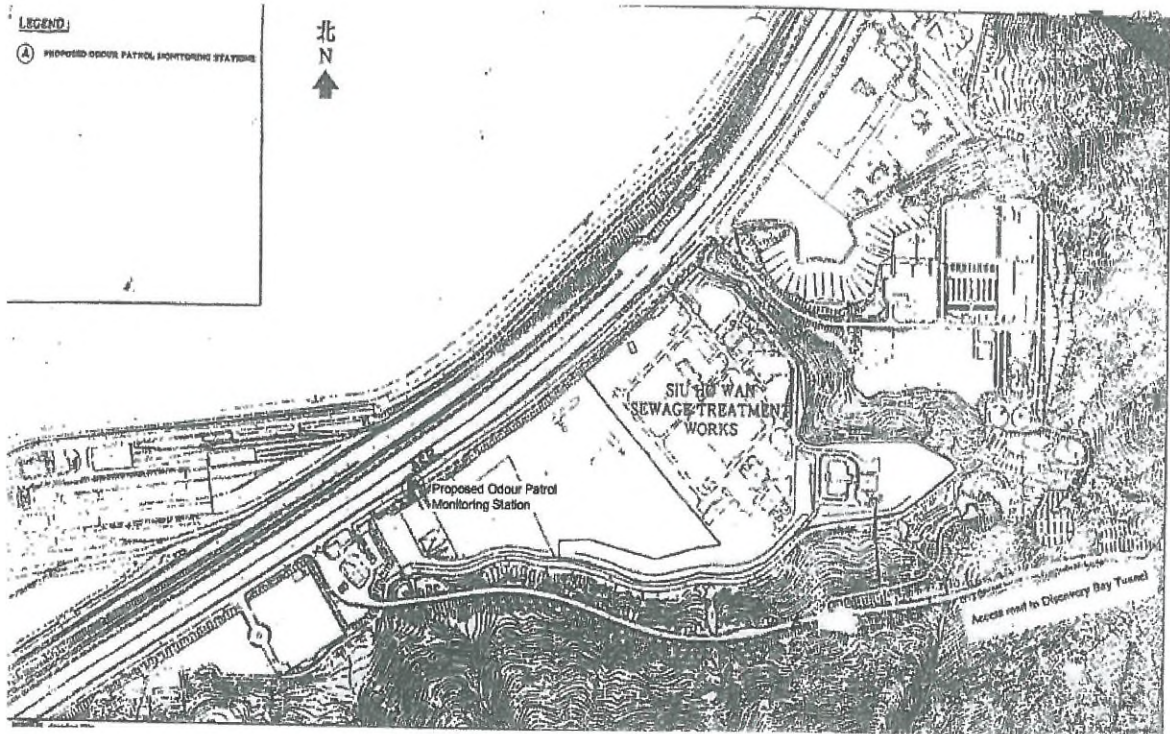 LEGEND:
A PROPOSED ODOUR PATROL MONITORING STATIONS
北
N
SIU HO WAN
SEWAGE TREATMENT
WORKS
Proposed Odour Patrol
Monitoring Station
Access road to Discovery Bay Tunnel